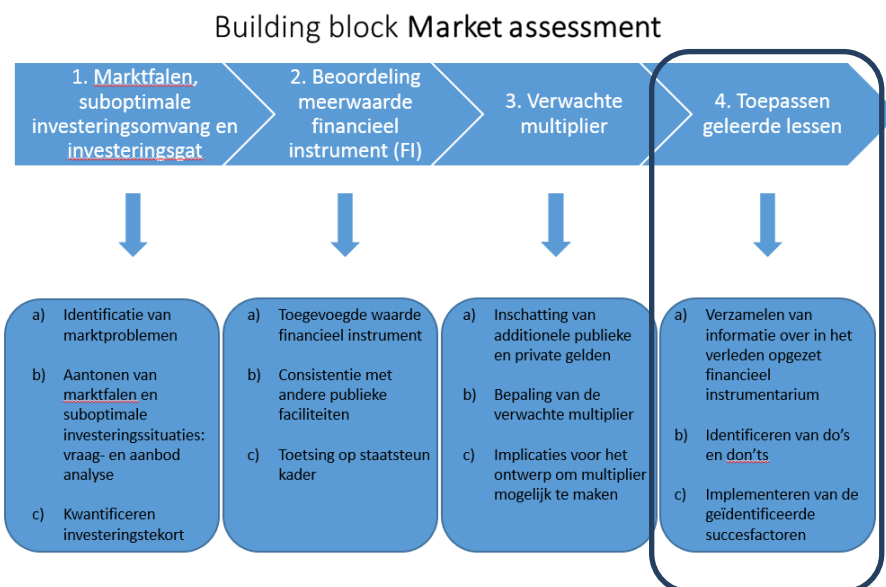 Building block Market assessment
1. Marktfalen,
suboptimale
investeringsomvang en
investeringsgat
2. Beoordeling
meerwaarde
financieel
instrument (FI)
3. Verwachte
multiplier
4. Toepassen
geleerde lessen
a) Identificatie van
marktproblemen
b) Aantonen van
marktfalen en
suboptimale
investeringssituaties:
vraag- en aanbod
analyse
c) Kwantificeren
investeringstekort
a) Toegevoegde waarde
financieel instrument
b) Consistentie met
andere publieke
faciliteiten
c) Toetsing op staatsteun
kader
a) Inschatting van
additionele publieke
en private gelden
b) Bepaling van de
verwachte multiplier
c) Implicaties voor het
ontwerp om multiplier
mogelijk te maken
a) Verzamelen van
informatie over in het
verleden opgezet
financieel
instrumentarium
b) Identificeren van do's
en don'ts
c) Implementeren van de
geïdentificeerde
succesfactoren